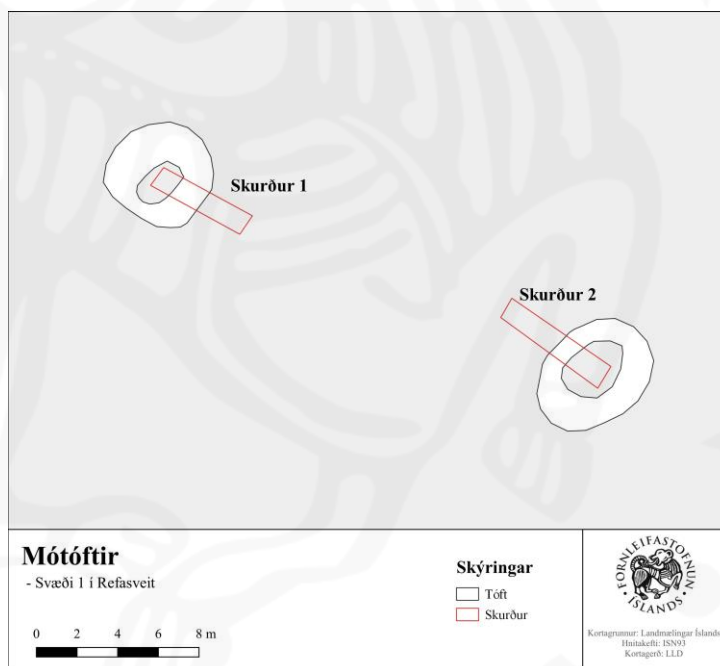 Skurður 1
Skurður 2
Mótóftir
- Svæði 1 í Refasveit
0 2 4 6 8 m
Skýringar
Tóft
Skurður
FORNLEIFASTOFNUN
· ÍSLANDS ·
Kortagrunnur: Landmælingar Íslands
Hnitakefti: ISN93
Kortagerð: LLD